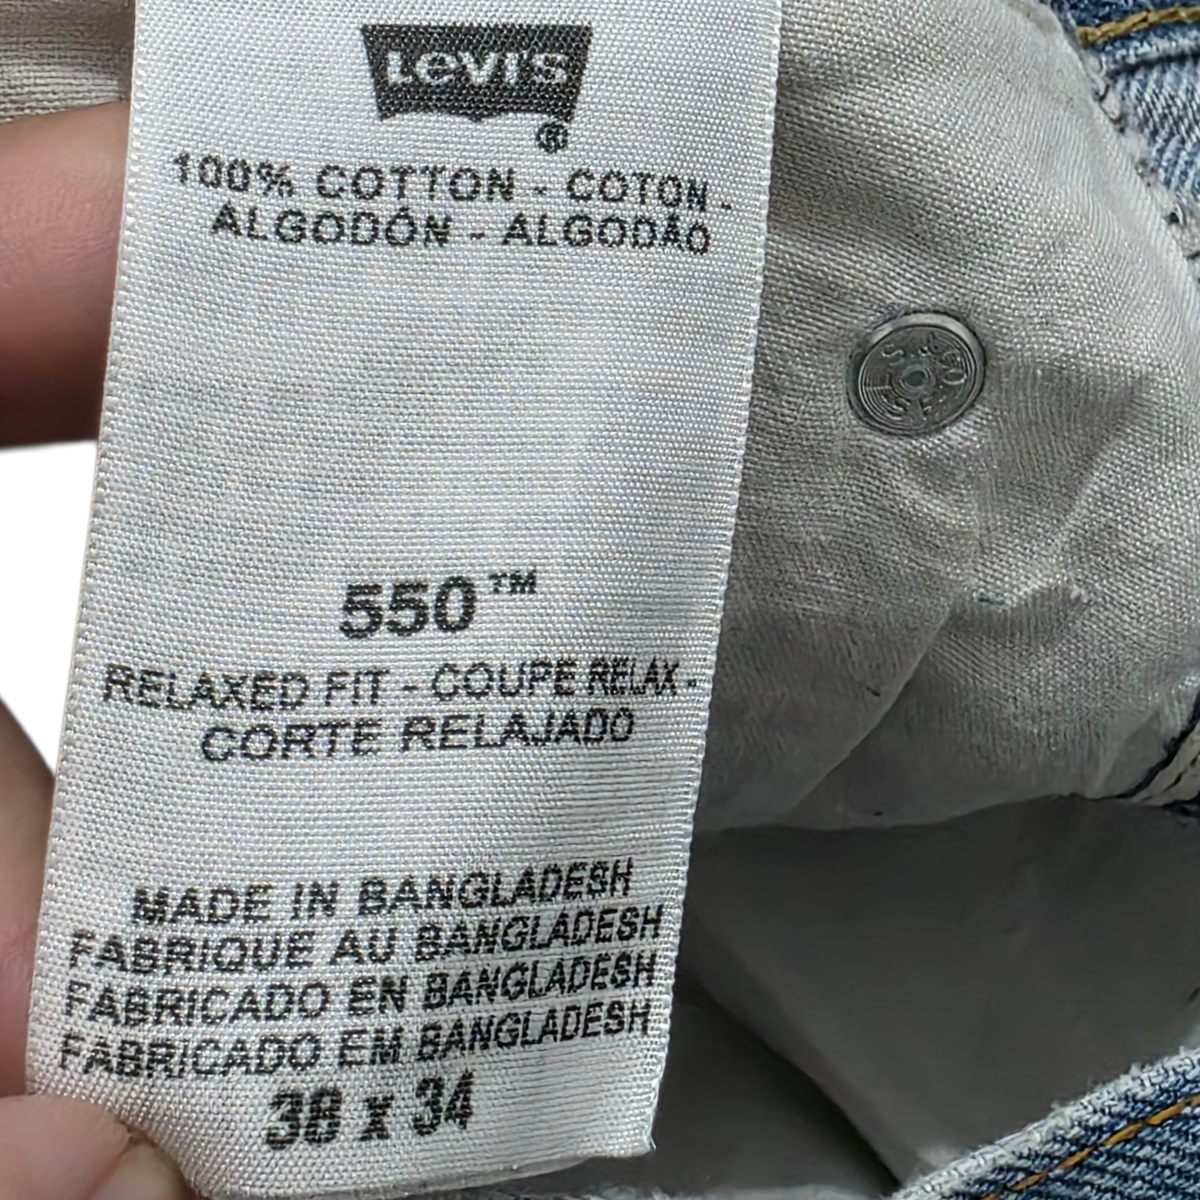 LEVI'S
®
100% COTTON - COTON -
ALGODÓN - ALGODÃO
550™
RELAXED FIT - COUPE RELAX -
CORTE RELAJADO
MADE IN BANGLADESH
FABRIQUE AU BANGLADESH
FABRICADO EN BANGLADESH
FABRICADO EM BANGLADESH
38 x 34